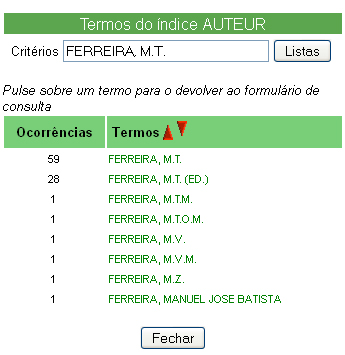 Termos do índice AUTEUR
Critérios FERREIRA, M.T. Listas
Pulse sobre um termo para o devolver ao formulário de
consulta
Ocorrências Termos
59 FERREIRA, M.T.
28 FERREIRA, M.T. (ED.)
1 FERREIRA, M.T.M.
1 FERREIRA, M.T.O.M.
1 FERREIRA, M.V.
1 FERREIRA, M.V.M.
1 FERREIRA, M.Z.
1 FERREIRA, MANUEL JOSE BATISTA
Fechar